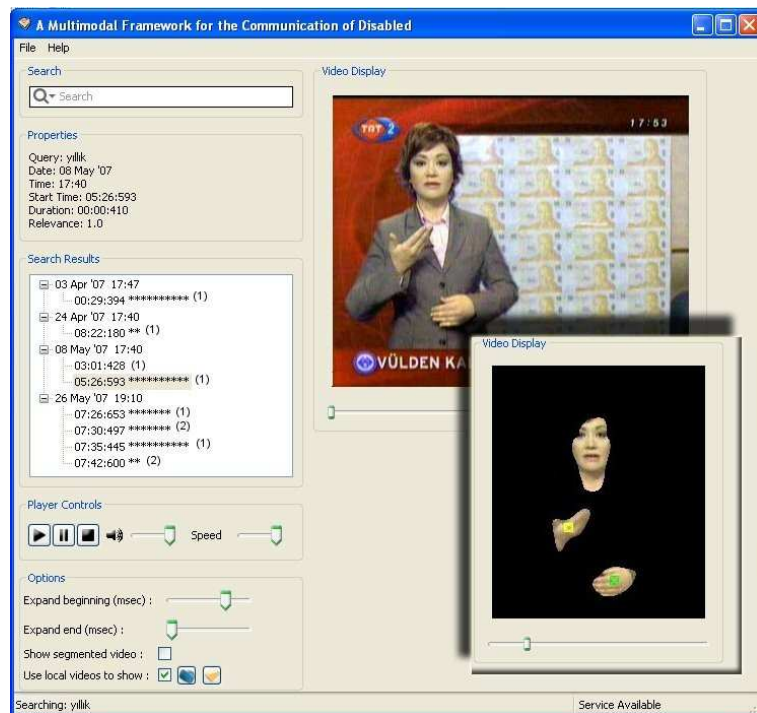 A Multimodal Framework for the Communication of Disabled
File Help
Search
Search
Properties
Query: yıllık
Date: 08 May '07
Time: 17:40
Start Time: 05:26:593
Duration: 00:00:410
Relevance: 1.0
Search Results
03 Apr '07 17:47
00:29:394 ********** (1)
24 Apr '07 17:40
08:22:180 ** (1)
08 May '07 17:40
03:01:428 (1)
05:26:593 ********** (1)
26 May '07 19:10
07:26:653 ******* (1)
07:30:497 ******* (2)
07:35:445 ********** (1)
07:42:600 ** (2)
Player Controls
Speed
Options
Expand beginning (msec) :
Expand end (msec) :
Show segmented video :
Use local videos to show :
Searching: yıllık
Service Available
Video Display
TRT 2
17:53
VÜLDEN KA
Video Display